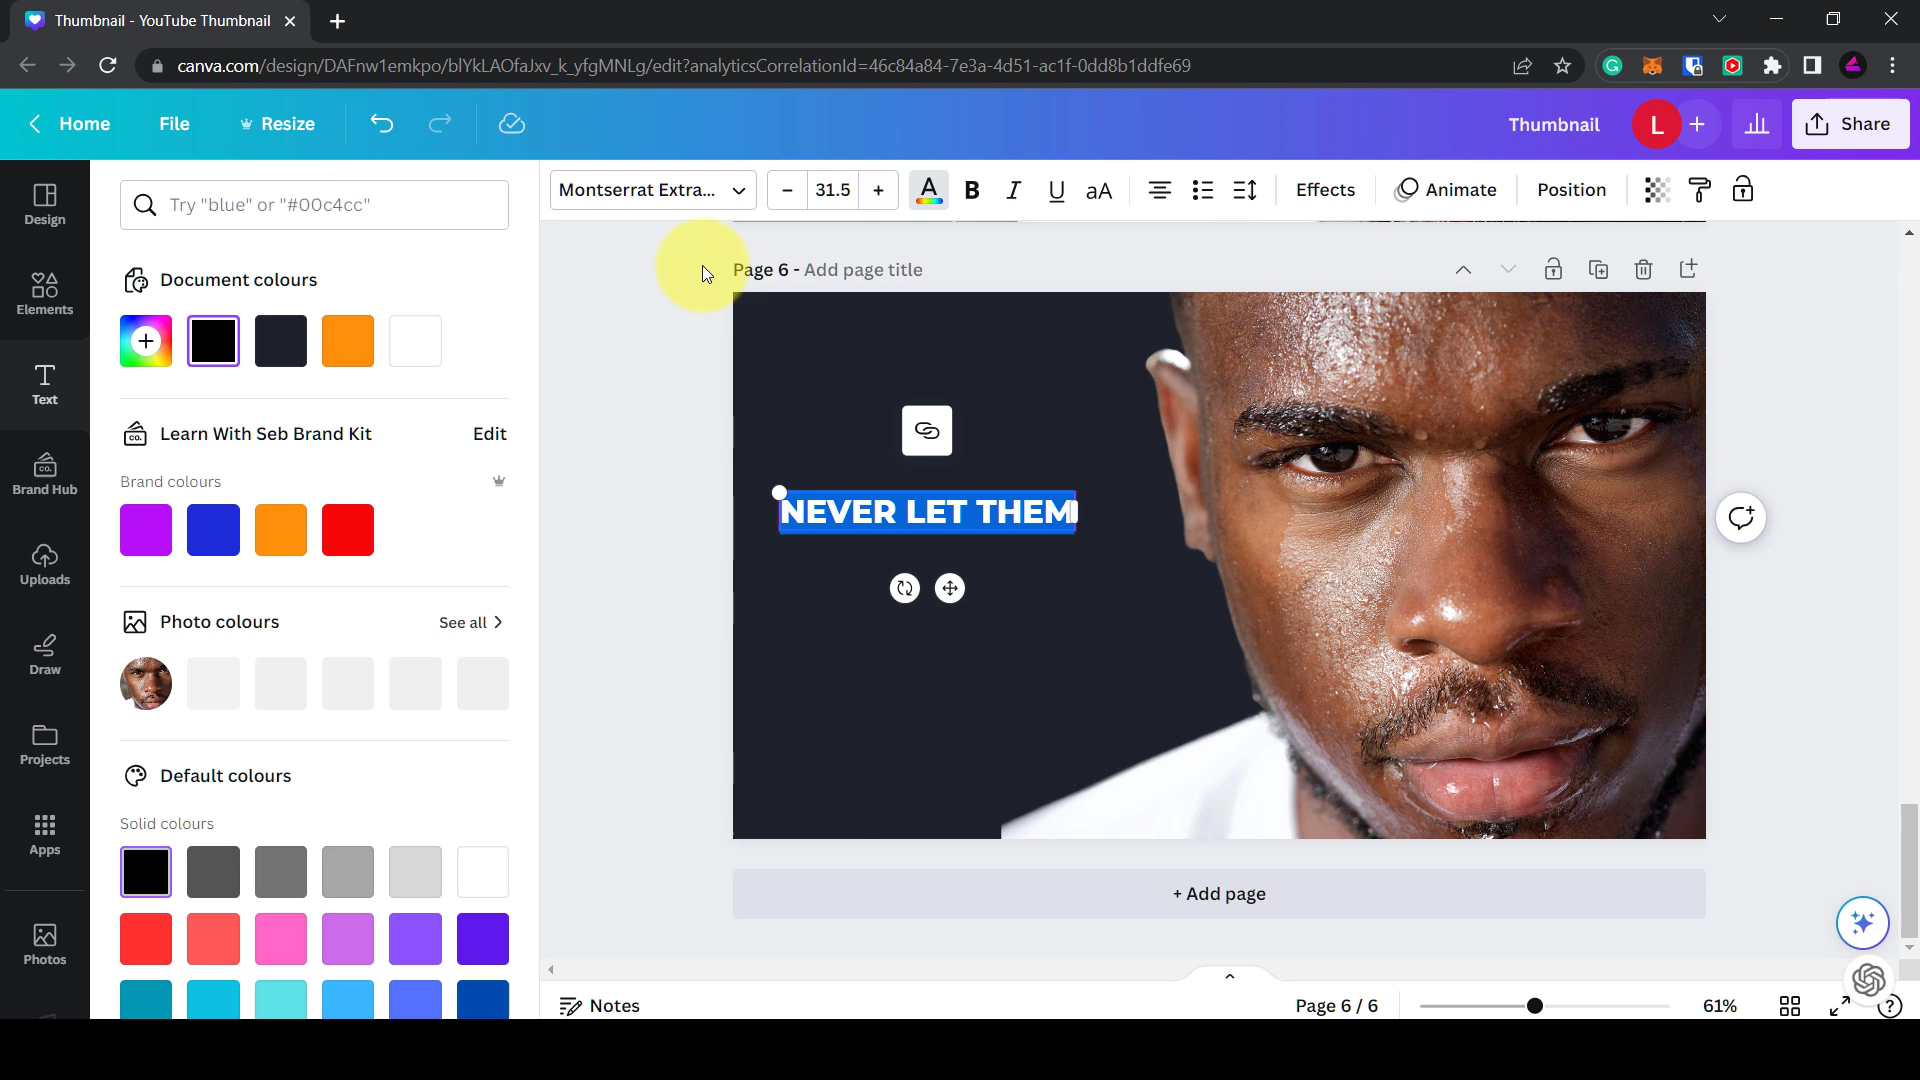 Thumbnail - YouTube Thumbnail
canva.com/design/DAFnw1emkpo/blYkLAOfaJxv_k_yfgMNLg/edit?analyticsCorrelationId=46c84a84-7e3a-4d51-ac1f-0dd8b1ddfe69
Home
File
Resize
Thumbnail
L
Share
Montserrat Extra...
31.5
A
B
I
U
aA
Effects
Animate
Position
Try "blue" or "#00c4cc"
Design
Elements
Text
Brand Hub
Uploads
Draw
Projects
Apps
Photos
Document colours
CO.
Learn With Seb Brand Kit
Edit
Brand colours
Photo colours
See all
Default colours
Solid colours
Page 6 - Add page title
NEVER LET THEM
+ Add page
Notes
Page 6 / 6
61%